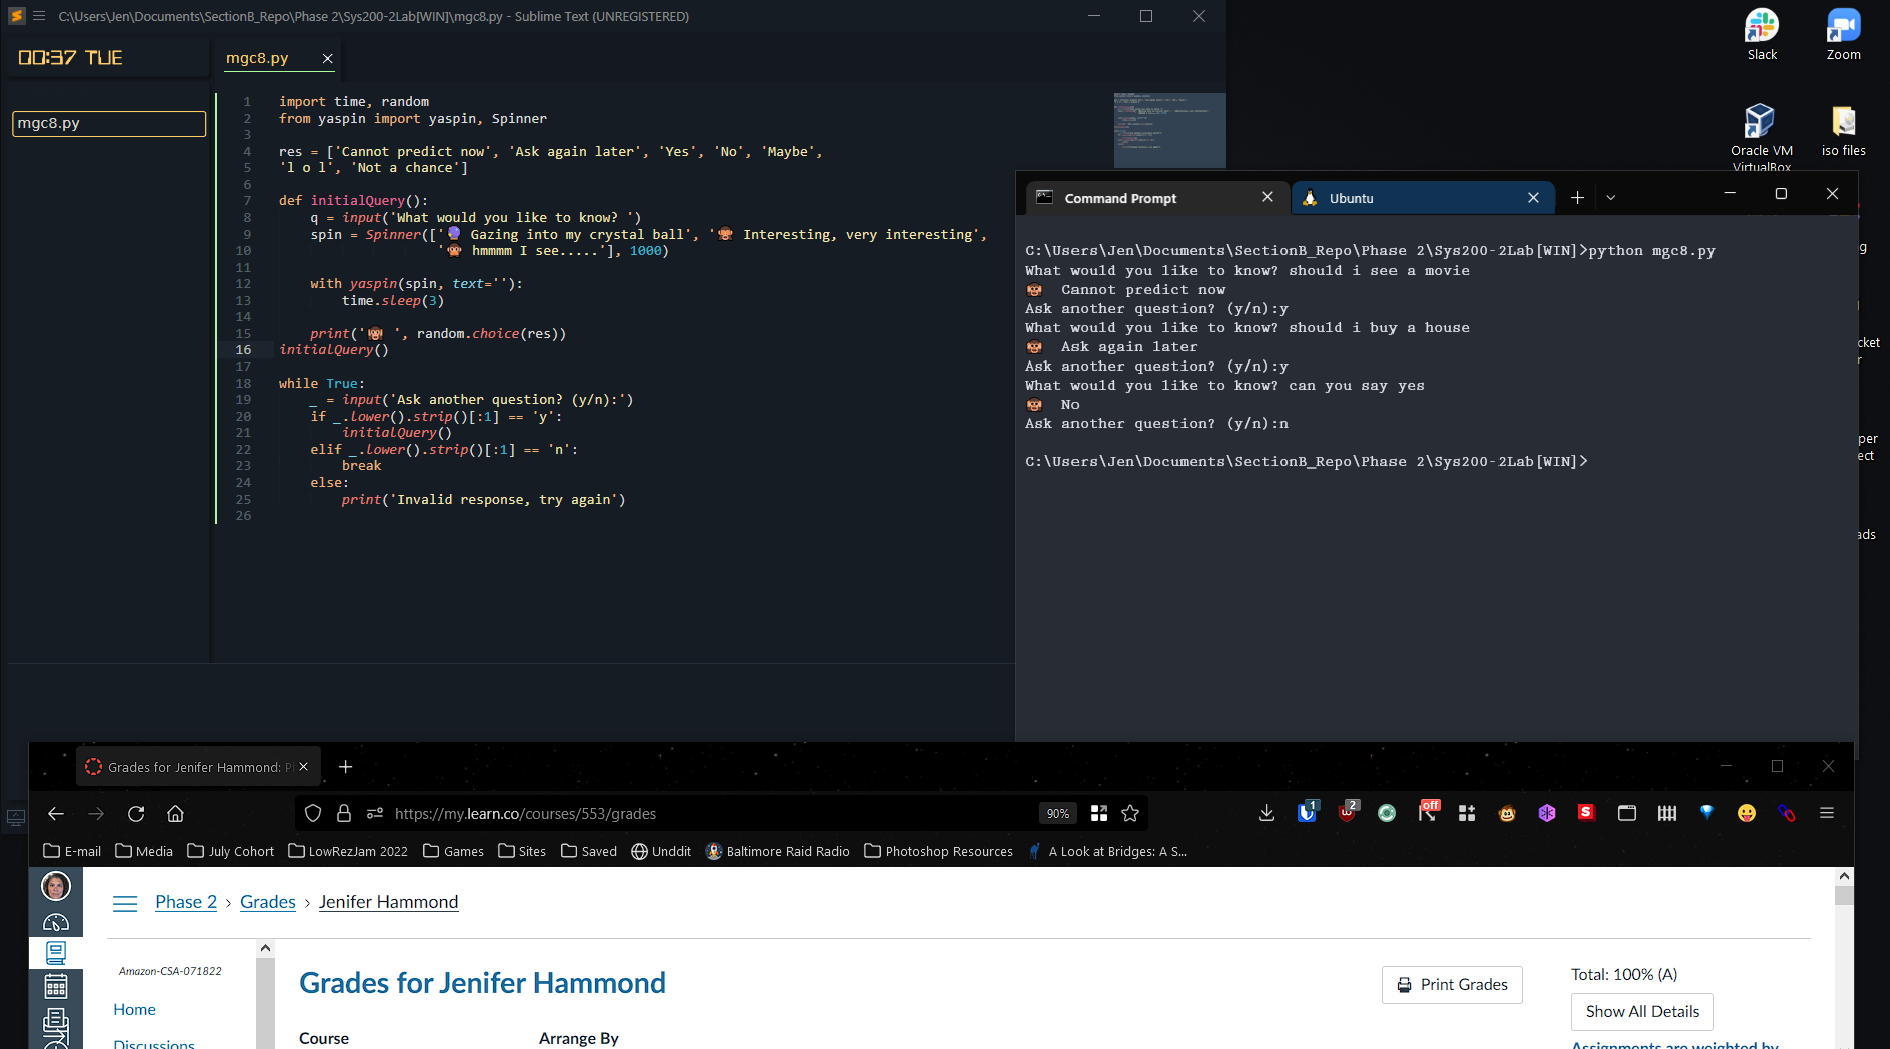 C:\Users\Jen\Documents\SectionB_Repo\Phase 2\Sys200-2Lab[WIN]\mgc8.py - Sublime Text (UNREGISTERED)
00:37 TUE
mgc8.py
mgc8.py
1 import time, random
2 from yaspin import yaspin, Spinner
3
4 res = ['Cannot predict now', 'Ask again later', 'Yes', 'No', 'Maybe',
5 'l o l', 'Not a chance']
6
7 def initialQuery():
8     q = input('What would you like to know? ')
9     spin = Spinner(['🔮 Gazing into my crystal ball', '🙈 Interesting, very interesting',
10                     '🙊 hmmmm I see.....'], 1000)
11
12     with yaspin(spin, text=''):
13         time.sleep(3)
14
15     print('🙉 ', random.choice(res))
16 initialQuery()
17
18 while True:
19     _ = input('Ask another question? (y/n):')
20     if _.lower().strip()[:1] == 'y':
21         initialQuery()
22     elif _.lower().strip()[:1] == 'n':
23         break
24     else:
25         print('Invalid response, try again')
26
Slack
Zoom
Oracle VM
VirtualBox
iso files
g
cket
r
per
ect
ads
Command Prompt
Ubuntu
C:\Users\Jen\Documents\SectionB_Repo\Phase 2\Sys200-2Lab[WIN]>python mgc8.py
What would you like to know? should i see a movie
🙉  Cannot predict now
Ask another question? (y/n):y
What would you like to know? should i buy a house
🙉  Ask again later
Ask another question? (y/n):y
What would you like to know? can you say yes
🙉  No
Ask another question? (y/n):n
C:\Users\Jen\Documents\SectionB_Repo\Phase 2\Sys200-2Lab[WIN]>
Grades for Jenifer Hammond: P
https://my.learn.co/courses/553/grades
90%
1
2
off
E-mail
Media
July Cohort
LowRezJam 2022
Games
Sites
Saved
Unddit
Baltimore Raid Radio
Photoshop Resources
A Look at Bridges: A S...
Phase 2 › Grades › Jenifer Hammond
Amazon-CSA-071822
Home
Discussions
Grades for Jenifer Hammond
Course
Arrange By
Print Grades
Total: 100% (A)
Show All Details
Assignments are weighted by